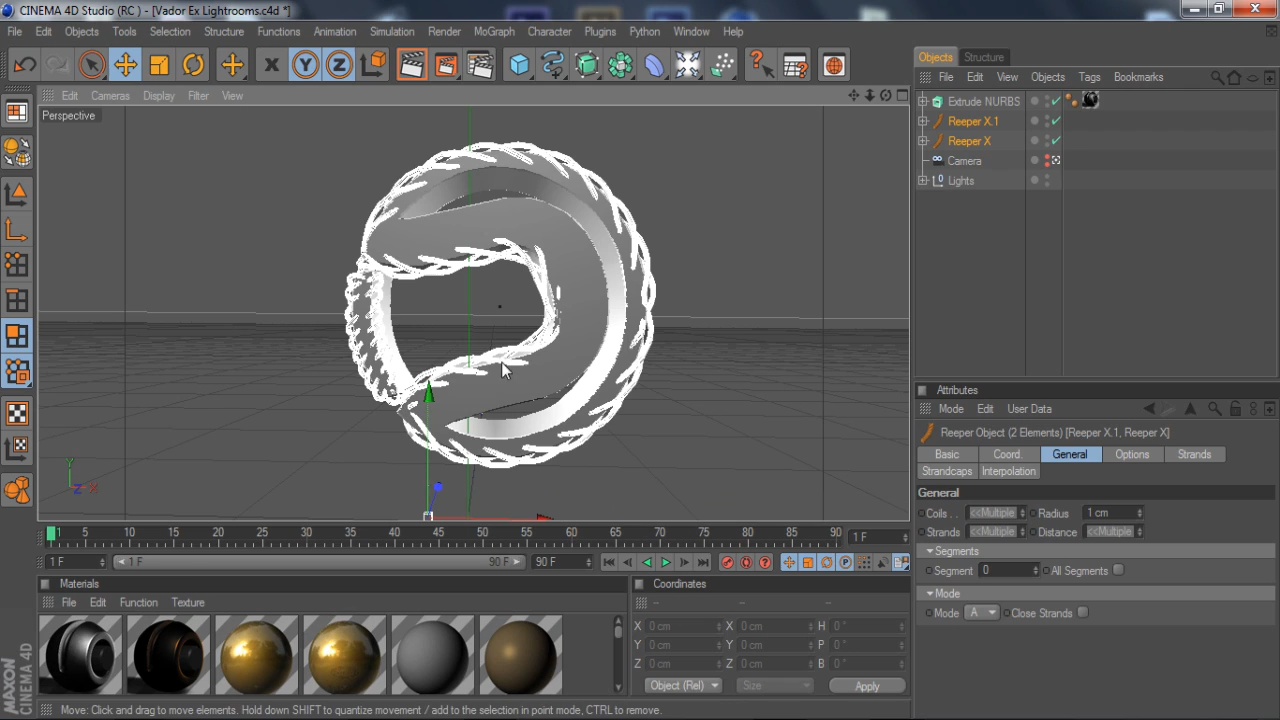 CINEMA 4D Studio (RC ) - [Vador Ex Lightrooms.c4d *]
File Edit Objects Tools Selection Structure Functions Animation Simulation Render MoGraph Character Plugins Python Window Help
Objects Structure
File Edit View Objects Tags Bookmarks
Edit Cameras Display Filter View
Perspective
Extrude NURBS
Reeper X.1
Reeper X
Camera
Lights
Y
Z X
Attributes
Mode Edit User Data
Reeper Object (2 Elements) [Reeper X.1, Reeper X]
Basic Coord. General Options Strands
Strandcaps Interpolation
General
Coils . . <<Multiple Radius 1 cm
Strands <<Multiple Distance <<Multiple
Segments
Segment 0 All Segments
Mode
Mode A Close Strands
1 5 10 15 20 25 30 35 40 45 50 55 60 65 70 75 80 85 90 1 F
1 F 1 F 90 F 90 F
Materials
File Edit Function Texture
Coordinates
-- -- --
X 0 cm X 0 cm H 0 °
Y 0 cm Y 0 cm P 0 °
Z 0 cm Z 0 cm B 0 °
Object (Rel) Size Apply
MAXON
CINEMA 4D
Move: Click and drag to move elements. Hold down SHIFT to quantize movement / add to the selection in point mode, CTRL to remove.